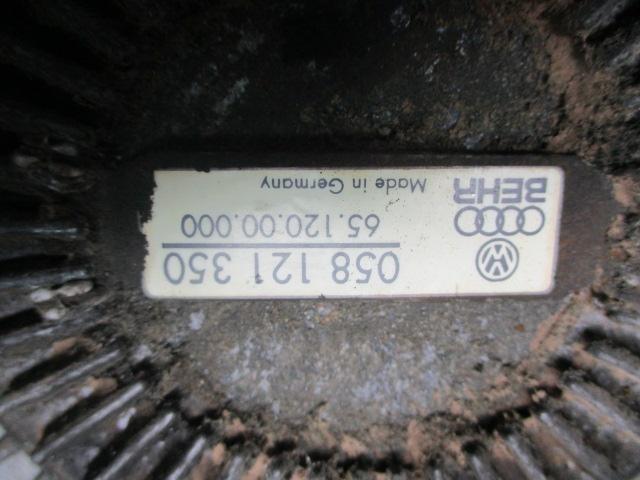 058 121 350
65.120.00.000
BEHR Made in Germany